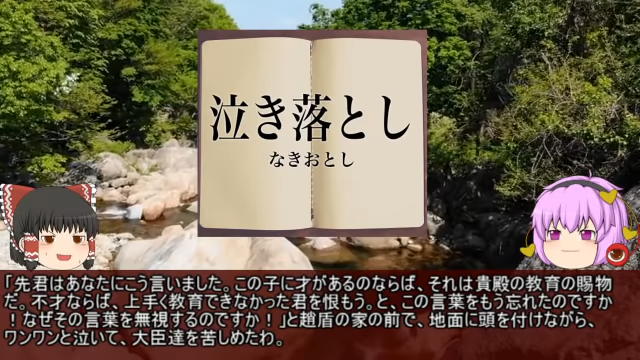 泣き落とし
なきおとし
「先君はあなたにこう言いました。この子に才があるのならば、それは貴殿の教育の賜物
だ。不才ならば、上手く教育できなかった君を恨もう。と、この言葉をもう忘れたのですか
！なぜその言葉を無視するのですか！」と趙盾の家の前で、地面に頭を付けながら、
ワンワンと泣いて、大臣達を苦しめたわ。